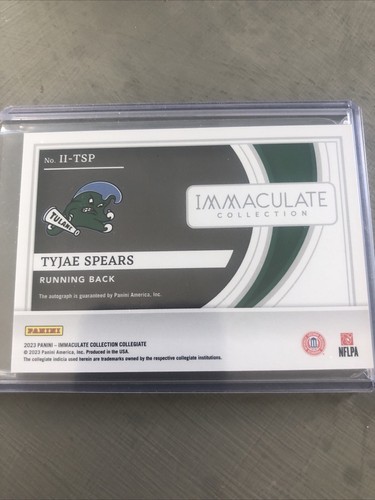 No. II-TSP
IMMACULATE
COLLECTION
TULANE
TYJAE SPEARS
RUNNING BACK
The autograph is guaranteed by Panini America, Inc.
PANINI
2023 PANINI – IMMACULATE COLLECTION COLLEGIATE
© 2023 Panini America, Inc. Produced in the USA.
The collegiate indicia used herein are trademarks owned by the respective collegiate institutions.
NFLPA